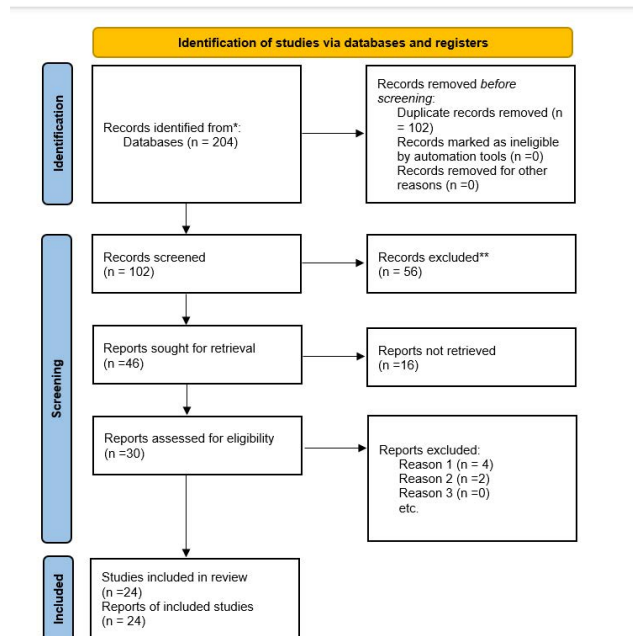 Identification of studies via databases and registers
Identification
Records identified from*:
Databases (n = 204)
Records removed before
screening:
Duplicate records removed (n
= 102)
Records marked as ineligible
by automation tools (n =0)
Records removed for other
reasons (n =0)
Screening
Records screened
(n = 102)
Records excluded**
(n = 56)
Reports sought for retrieval
(n =46)
Reports not retrieved
(n =16)
Reports assessed for eligibility
(n =30)
Reports excluded:
Reason 1 (n = 4)
Reason 2 (n =2)
Reason 3 (n =0)
etc.
Included
Studies included in review
(n =24)
Reports of included studies
(n = 24)